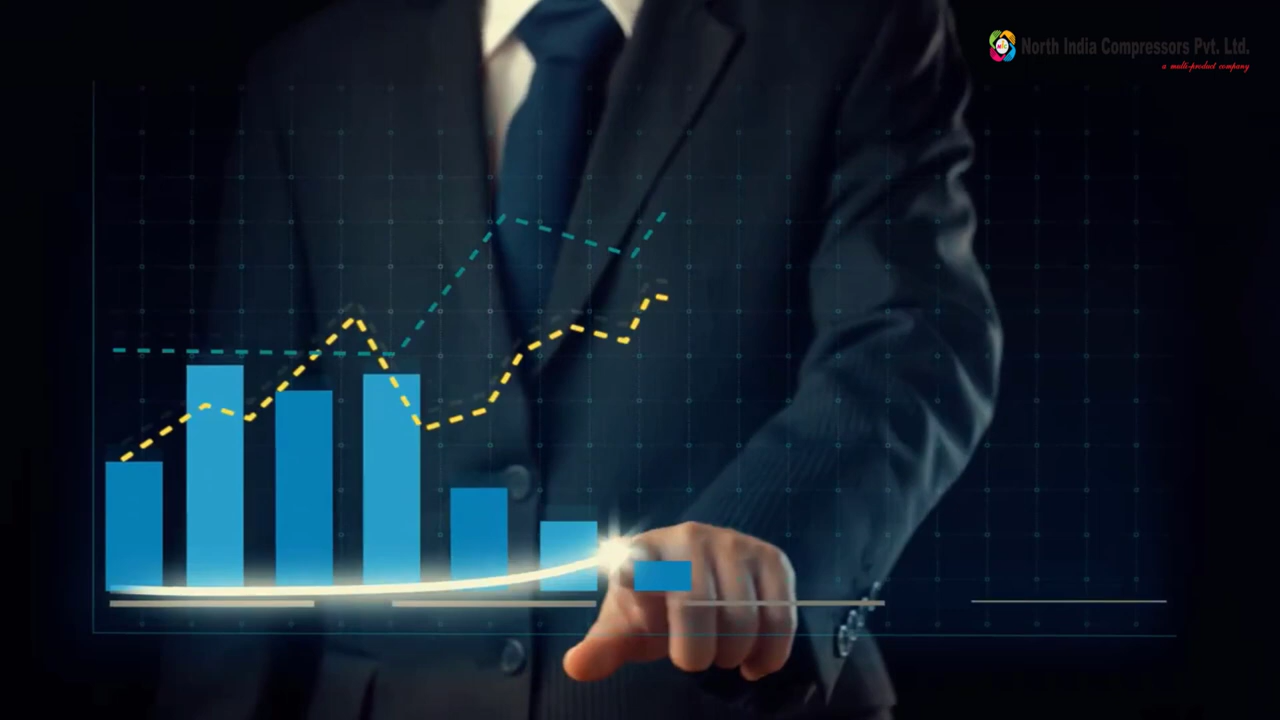 North India Compressors Pvt. Ltd.
a multi-product company